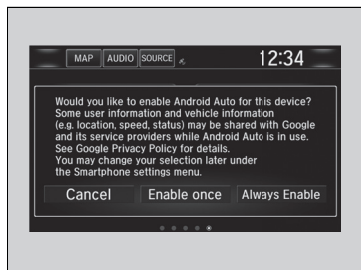 MAP AUDIO SOURCE 12:34
Would you like to enable Android Auto for this device?
Some user information and vehicle information
(e.g. location, speed, status) may be shared with Google
and its service providers while Android Auto is in use.
See Google Privacy Policy for details.
You may change your selection later under
the Smartphone settings menu.
Cancel Enable once Always Enable